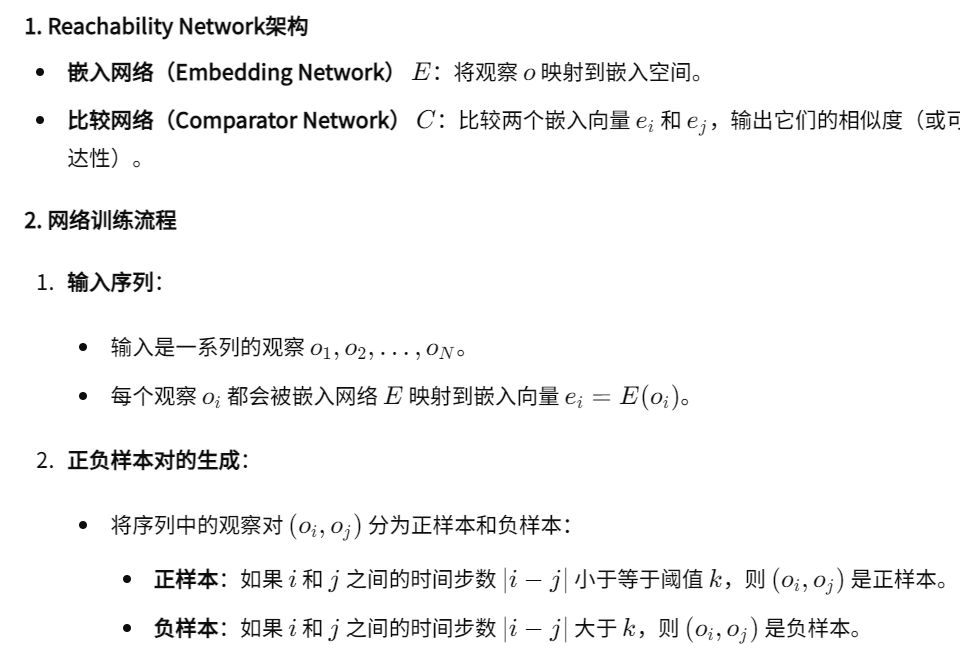 1. Reachability Network架构
• 嵌入网络（Embedding Network） E：将观察 o 映射到嵌入空间。
• 比较网络（Comparator Network） C：比较两个嵌入向量 e_i 和 e_j，输出它们的相似度（或可
达性）。
2. 网络训练流程
1. 输入序列：
• 输入是一系列的观察 o_1, o_2, . . . , o_N。
• 每个观察 o_i 都会被嵌入网络 E 映射到嵌入向量 e_i = E(o_i)。
2. 正负样本对的生成：
• 将序列中的观察对 (o_i, o_j) 分为正样本和负样本：
• 正样本：如果 i 和 j 之间的时间步数 |i − j| 小于等于阈值 k，则 (o_i, o_j) 是正样本。
• 负样本：如果 i 和 j 之间的时间步数 |i − j| 大于 k，则 (o_i, o_j) 是负样本。